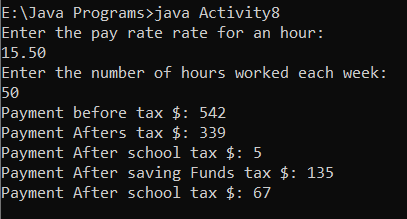 E:\Java Programs>java Activity8
Enter the pay rate rate for an hour:
15.50
Enter the number of hours worked each week:
50
Payment before tax $: 542
Payment Afters tax $: 339
Payment After school tax $: 5
Payment After saving Funds tax $: 135
Payment After school tax $: 67